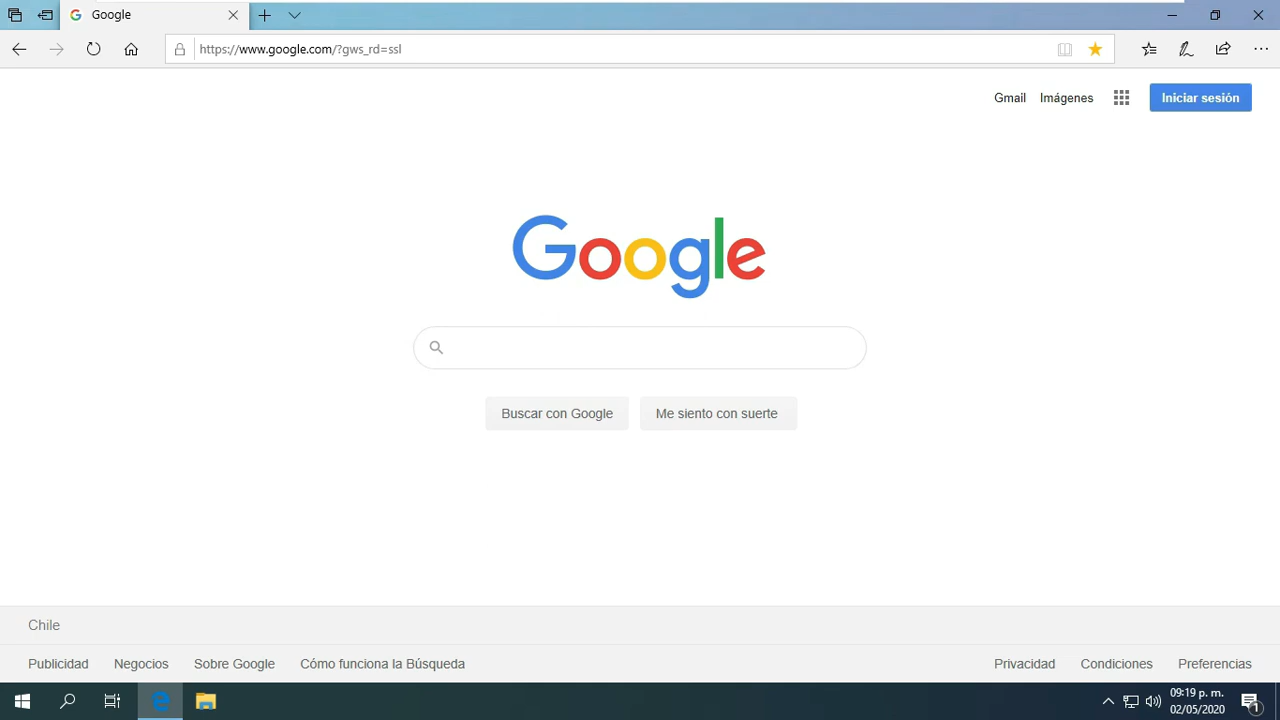 Google
https://www.google.com/?gws_rd=ssl
Gmail Imágenes Iniciar sesión
Google
Buscar con Google Me siento con suerte
Chile
Publicidad Negocios Sobre Google Cómo funciona la Búsqueda Privacidad Condiciones Preferencias
09:19 p. m.
02/05/2020
1